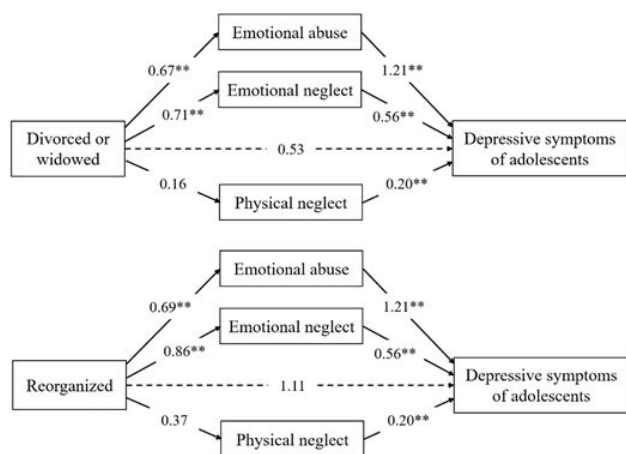 Emotional abuse
0.67**
1.21**
Emotional neglect
0.71**
0.56**
Divorced or
widowed
0.53
Depressive symptoms
of adolescents
0.16
0.20**
Physical neglect
Emotional abuse
0.69**
1.21**
Emotional neglect
0.86**
0.56**
Reorganized
1.11
Depressive symptoms
of adolescents
0.37
0.20**
Physical neglect